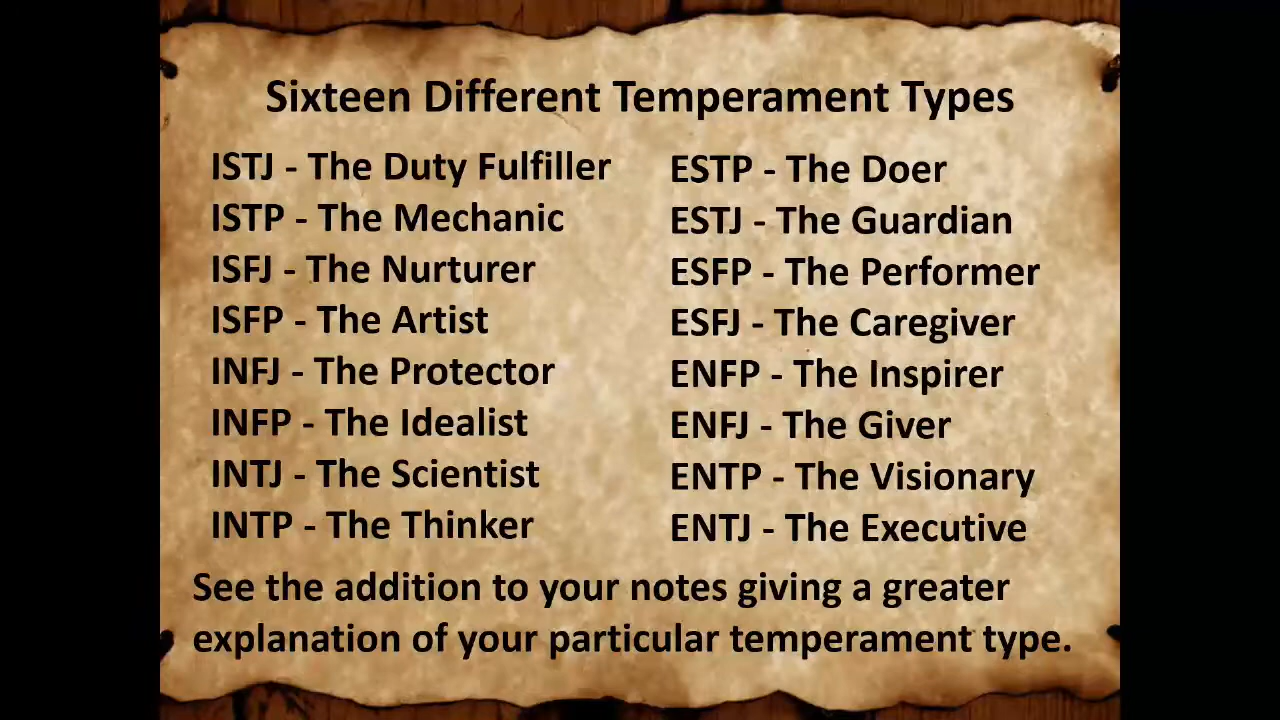 Sixteen Different Temperament Types
ISTJ - The Duty Fulfiller
ISTP - The Mechanic
ISFJ - The Nurturer
ISFP - The Artist
INFJ - The Protector
INFP - The Idealist
INTJ - The Scientist
INTP - The Thinker
ESTP - The Doer
ESTJ - The Guardian
ESFP - The Performer
ESFJ - The Caregiver
ENFP - The Inspirer
ENFJ - The Giver
ENTP - The Visionary
ENTJ - The Executive
See the addition to your notes giving a greater
explanation of your particular temperament type.